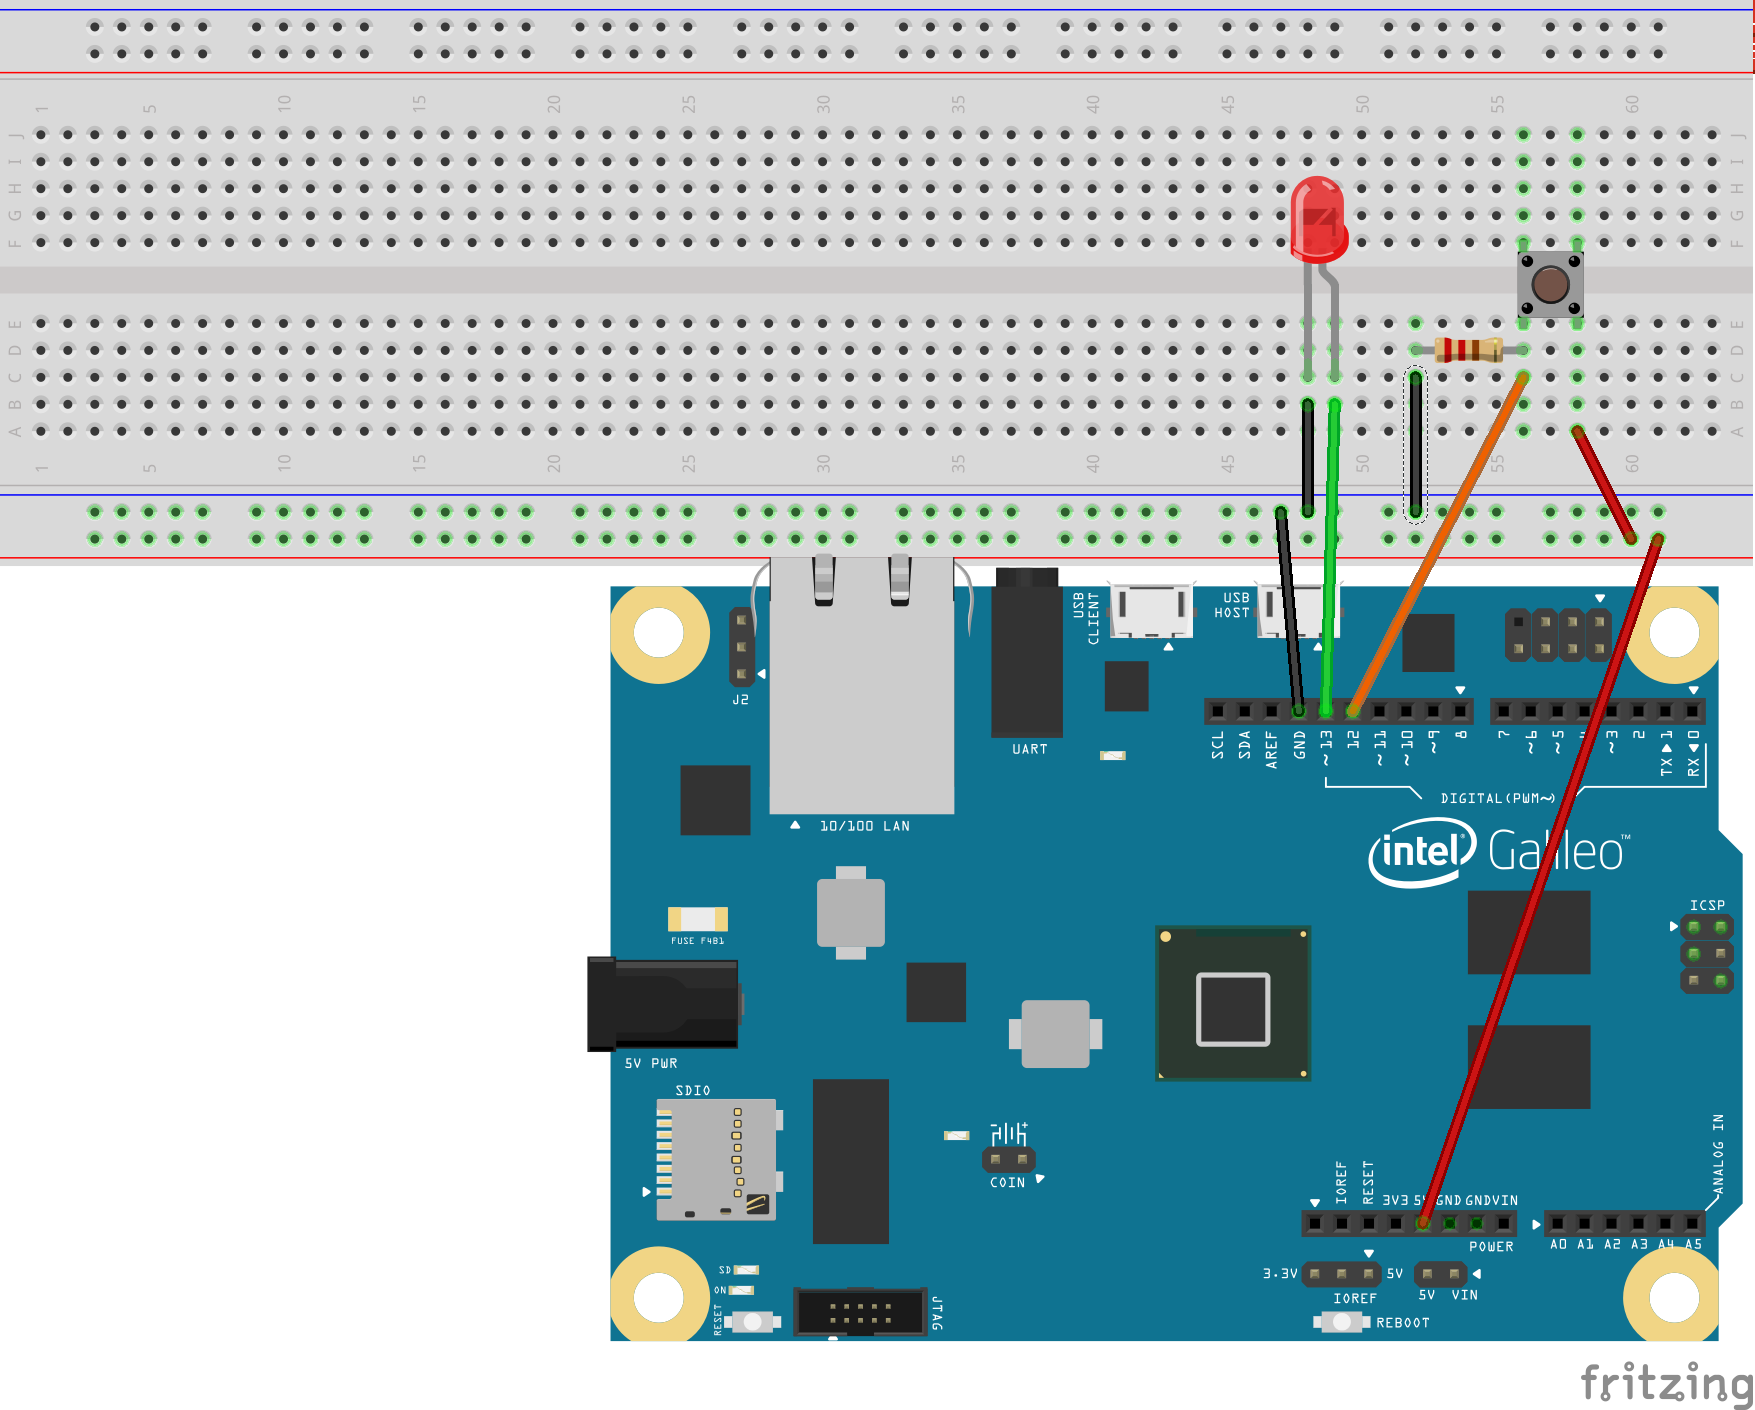 1 5 10 15 20 25 30 35 40 45 50 55 60
J J
I I
H H
G G
F F
E E
D D
C C
B B
A A
1 5 10 15 20 25 30 35 40 45 50 55 60
J2
10/100 LAN
UART
USB
CLIENT
USB
HOST
SCL SDA AREF GND ~13 12 ~11 ~10 ~9 8 7 ~6 ~5 ~3 2 TX▶1 RX◀0
DIGITAL(PWM~)
intel® Galileo™
ICSP
FUSE F4B1
5V PWR
SDIO
COIN
ANALOG IN
IOREF RESET 3V3 5V GND GND VIN
POWER
A0 A1 A2 A3 A4 A5
3.3V 5V
IOREF
5V VIN
SD
ON
RESET
JTAG
REBOOT
fritzing